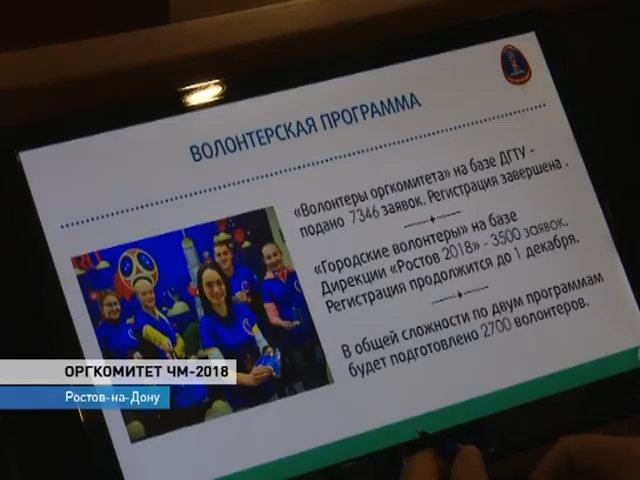 ВОЛОНТЕРСКАЯ ПРОГРАММА
«Волонтеры оргкомитета» на базе ДГТУ -
подано 7346 заявок. Регистрация завершена .
«Городские волонтеры» на базе
Дирекции «Ростов 2018» - 3500 заявок.
Регистрация продолжится до 1 декабря.
В общей сложности по двум программам
будет подготовлено 2700 волонтеров.
ОРГКОМИТЕТ ЧМ-2018
Ростов-на-Дону